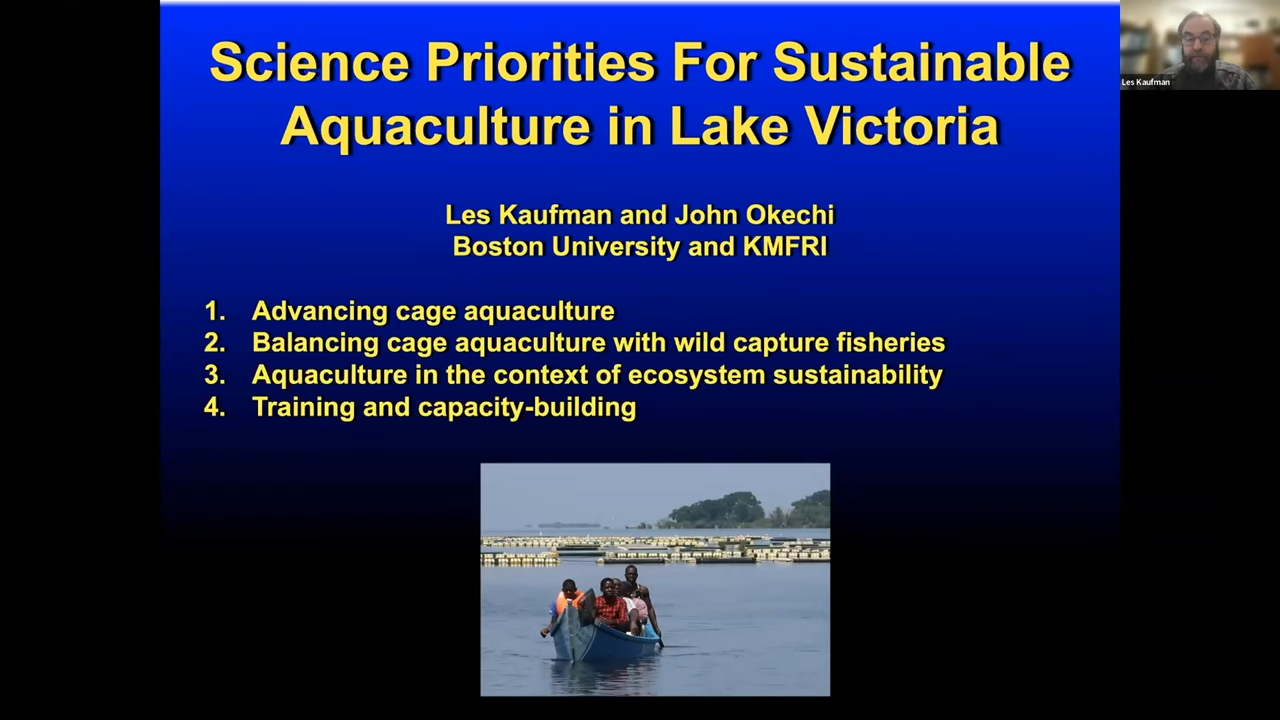 Science Priorities For Sustainable
Aquaculture in Lake Victoria
Les Kaufman and John Okechi
Boston University and KMFRI
1. Advancing cage aquaculture
2. Balancing cage aquaculture with wild capture fisheries
3. Aquaculture in the context of ecosystem sustainability
4. Training and capacity-building
Les Kaufman